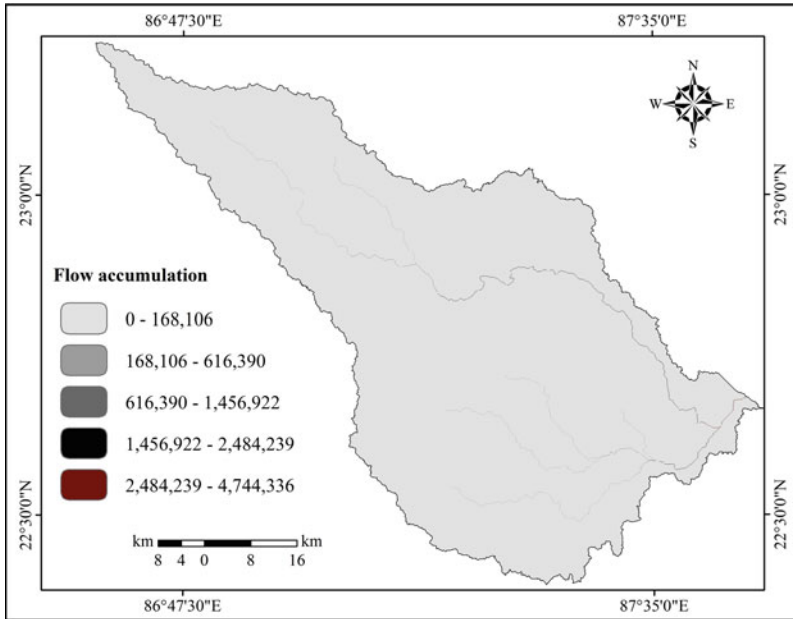 86°47'30"E 87°35'0"E
N
W E
S
23°0'0"N 23°0'0"N
Flow accumulation
0 - 168,106
168,106 - 616,390
616,390 - 1,456,922
1,456,922 - 2,484,239
2,484,239 - 4,744,336
22°30'0"N 22°30'0"N
km km
8 4 0 8 16
86°47'30"E 87°35'0"E